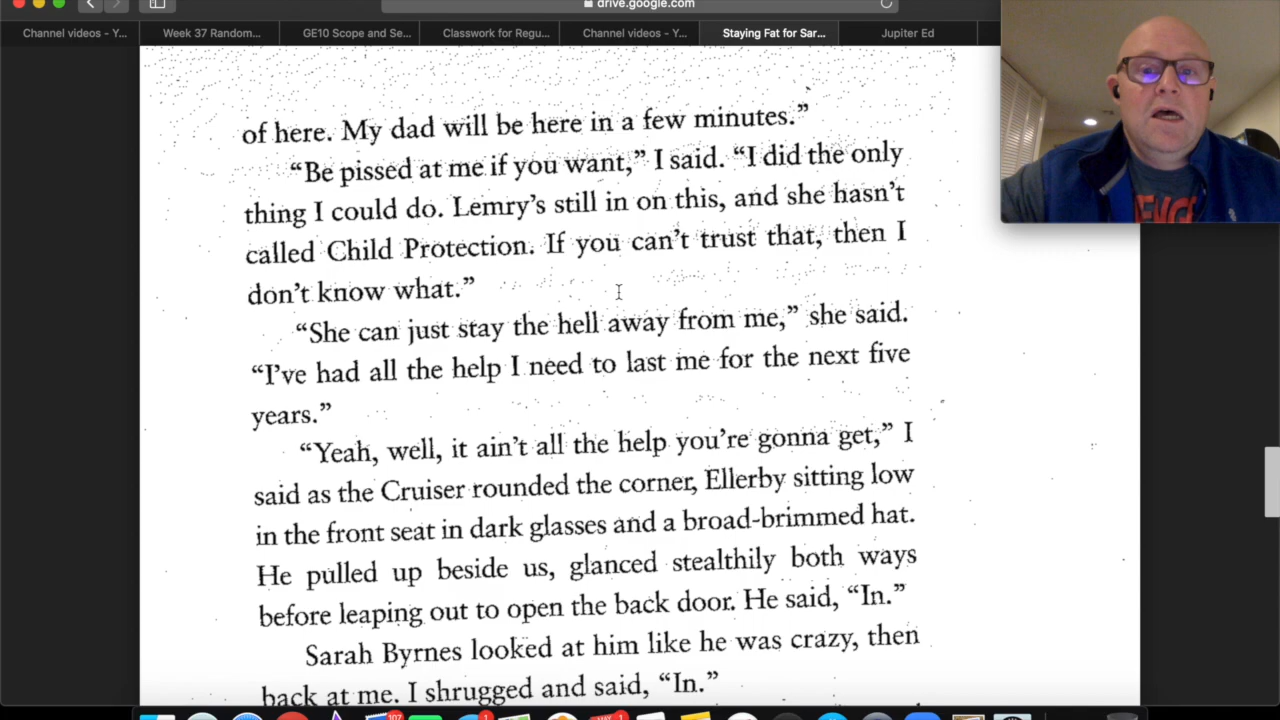 drive.google.com
Channel videos - Y...
Week 37 Random...
GE10 Scope and Se...
Classwork for Regu...
Channel videos - Y...
Staying Fat for Sar...
Jupiter Ed
of here. My dad will be here in a few minutes.”
“Be pissed at me if you want,” I said. “I did the only
thing I could do. Lemry’s still in on this, and she hasn’t
called Child Protection. If you can’t trust that, then I
don’t know what.”
“She can just stay the hell away from me,” she said.
“I’ve had all the help I need to last me for the next five
years.”
“Yeah, well, it ain’t all the help you’re gonna get,” I
said as the Cruiser rounded the corner, Ellerby sitting low
in the front seat in dark glasses and a broad-brimmed hat.
He pulled up beside us, glanced stealthily both ways
before leaping out to open the back door. He said, “In.”
Sarah Byrnes looked at him like he was crazy, then
back at me. I shrugged and said, “In.”
107
1
MAY
1